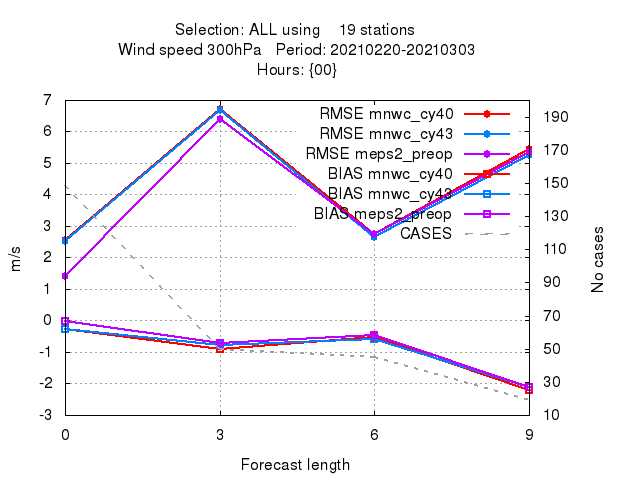 Selection: ALL using    19 stations
Wind speed 300hPa   Period: 20210220-20210303
Hours: {00}
RMSE mnwc_cy40
RMSE mnwc_cy43
RMSE meps2_preop
BIAS mnwc_cy40
BIAS mnwc_cy43
BIAS meps2_preop
CASES
7
6
5
4
3
2
1
0
-1
-2
-3
m/s
190
170
150
130
110
90
70
50
30
10
No cases
0 3 6 9
Forecast length